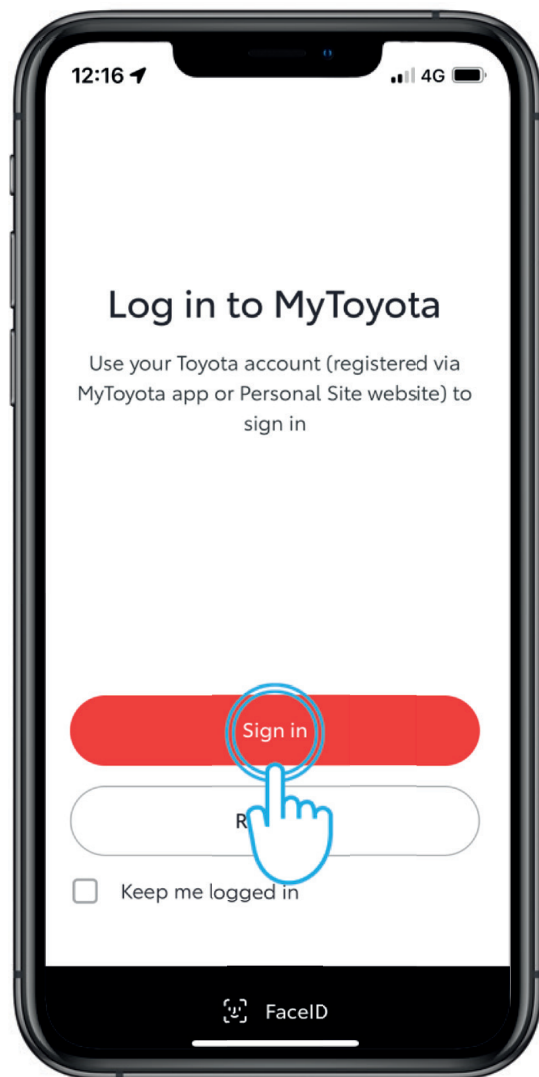 12:16
4G
Log in to MyToyota
Use your Toyota account (registered via
MyToyota app or Personal Site website) to
sign in
Sign in
Keep me logged in
FaceID